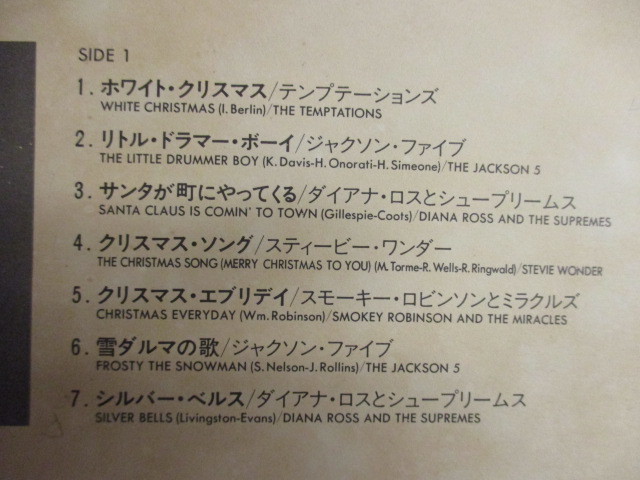 SIDE 1
1. ホワイト・クリスマス/テンプテーションズ
WHITE CHRISTMAS (I. Berlin)/THE TEMPTATIONS
2. リトル・ドラマー・ボーイ/ジャクソン・ファイブ
THE LITTLE DRUMMER BOY (K. Davis-H. Onorati-H. Simeone)/THE JACKSON 5
3. サンタが町にやってくる/ダイアナ・ロスとシュープリームス
SANTA CLAUS IS COMIN' TO TOWN (Gillespie-Coots)/DIANA ROSS AND THE SUPREMES
4. クリスマス・ソング/スティービー・ワンダー
THE CHRISTMAS SONG (MERRY CHRISTMAS TO YOU) (M. Torme-R. Wells-R. Ringwald)/STEVIE WONDER
5. クリスマス・エブリデイ/スモーキー・ロビンソンとミラクルズ
CHRISTMAS EVERYDAY (Wm. Robinson)/SMOKEY ROBINSON AND THE MIRACLES
6. 雪ダルマの歌/ジャクソン・ファイブ
FROSTY THE SNOWMAN (S. Nelson-J. Rollins)/THE JACKSON 5
7. シルバー・ベルス/ダイアナ・ロスとシュープリームス
SILVER BELLS (Livingston-Evans)/DIANA ROSS AND THE SUPREMES